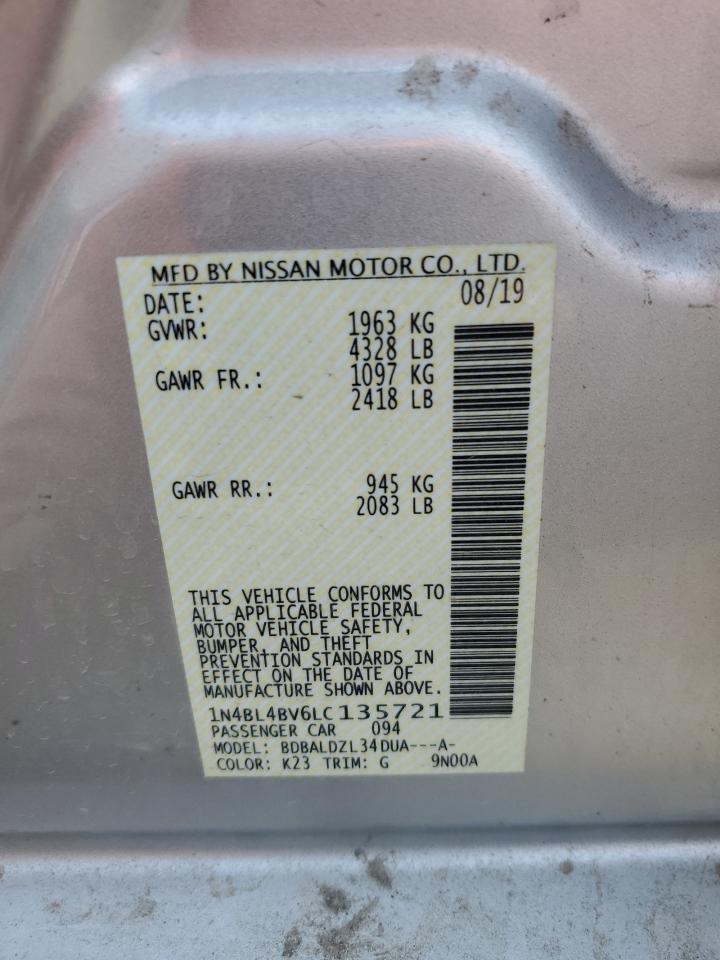 MFD BY NISSAN MOTOR CO., LTD.
DATE: 08/19
GVWR: 1963 KG
4328 LB
GAWR FR.: 1097 KG
2418 LB
GAWR RR.: 945 KG
2083 LB
THIS VEHICLE CONFORMS TO
ALL APPLICABLE FEDERAL
MOTOR VEHICLE SAFETY,
BUMPER, AND THEFT
PREVENTION STANDARDS IN
EFFECT ON THE DATE OF
MANUFACTURE SHOWN ABOVE.
1N4BL4BV6LC135721
PASSENGER CAR 094
MODEL: BDBALDZL34DUA---A-
COLOR: K23 TRIM: G 9N00A